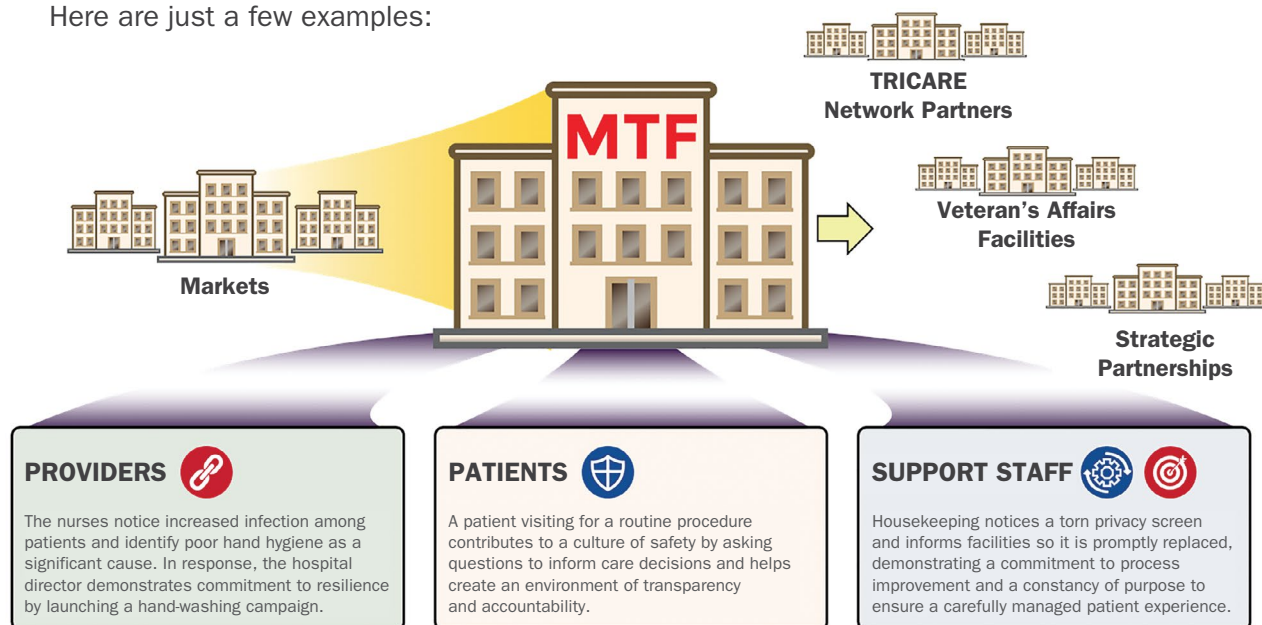 Here are just a few examples:
TRICARE
Network Partners
MTF
Veteran's Affairs
Facilities
Markets
Strategic
Partnerships
PROVIDERS
The nurses notice increased infection among
patients and identify poor hand hygiene as a
significant cause. In response, the hospital
director demonstrates commitment to resilience
by launching a hand-washing campaign.
PATIENTS
A patient visiting for a routine procedure
contributes to a culture of safety by asking
questions to inform care decisions and helps
create an environment of transparency
and accountability.
SUPPORT STAFF
Housekeeping notices a torn privacy screen
and informs facilities so it is promptly replaced,
demonstrating a commitment to process
improvement and a constancy of purpose to
ensure a carefully managed patient experience.